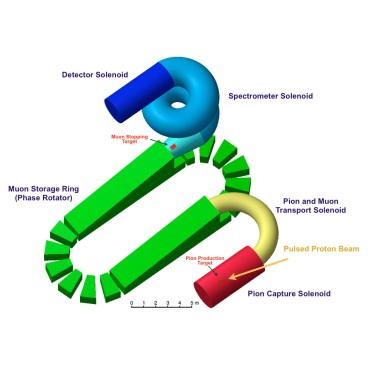 Detector Solenoid
Spectrometer Solenoid
Muon Stopping
Target
Muon Storage Ring
(Phase Rotator)
Pion and Muon
Transport Solenoid
Pulsed Proton Beam
Pion Production
Target
Pion Capture Solenoid
0 1 2 3 4 5 m